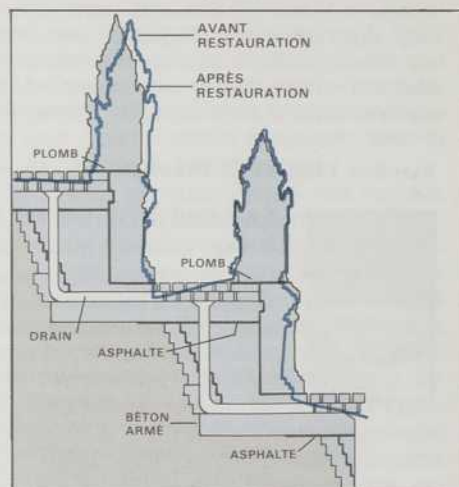 AVANT
RESTAURATION
APRÈS
RESTAURATION
PLOMB
PLOMB
DRAIN
ASPHALTE
BÉTON
ARMÉ
ASPHALTE